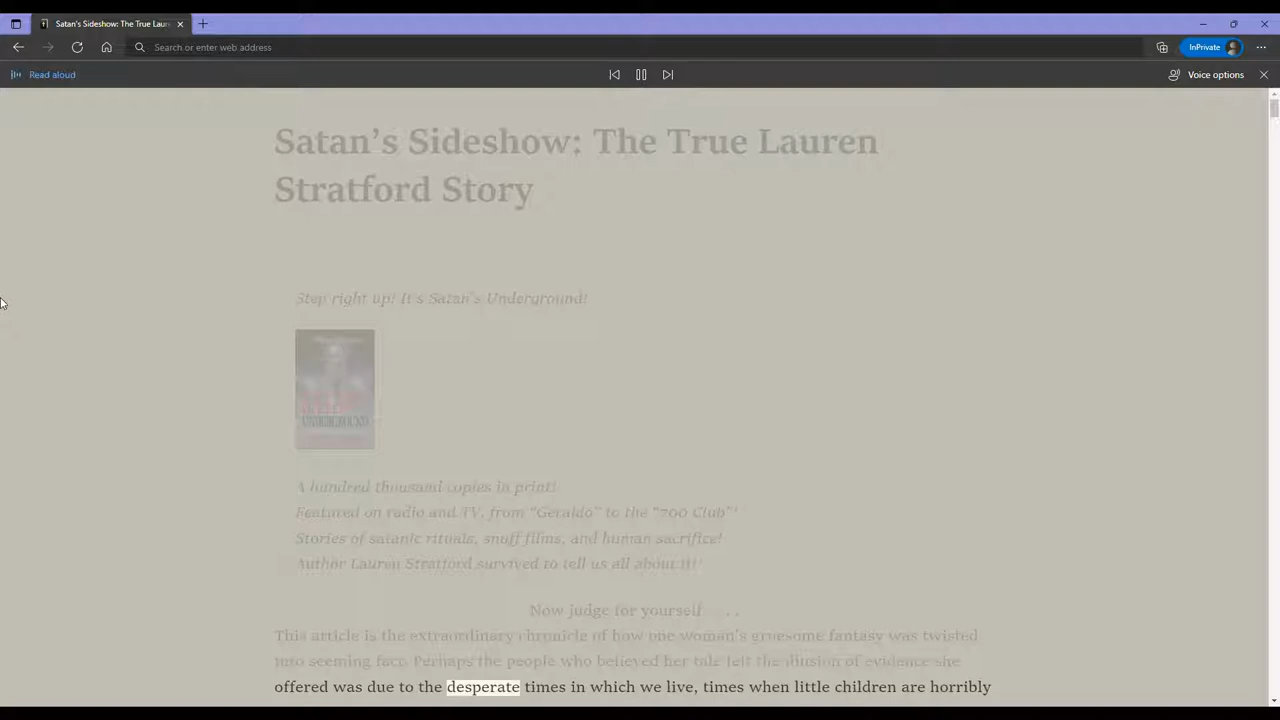 Satan's Sideshow: The True Laur
Search or enter web address
InPrivate
Read aloud
Voice options
Satan’s Sideshow: The True Lauren
Stratford Story
Step right up! It's Satan's Underground!
UNDERGROUND
A hundred thousand copies in print!
Featured on radio and TV, from “Geraldo” to the “700 Club”!
Stories of satanic rituals, snuff films, and human sacrifice!
Author Lauren Stratford survived to tell us all about it!!
Now judge for yourself . . . .
This article is the extraordinary chronicle of how one woman’s gruesome fantasy was twisted
into seeming fact. Perhaps the people who believed her tale felt the illusion of evidence she
offered was due to the desperate times in which we live, times when little children are horribly